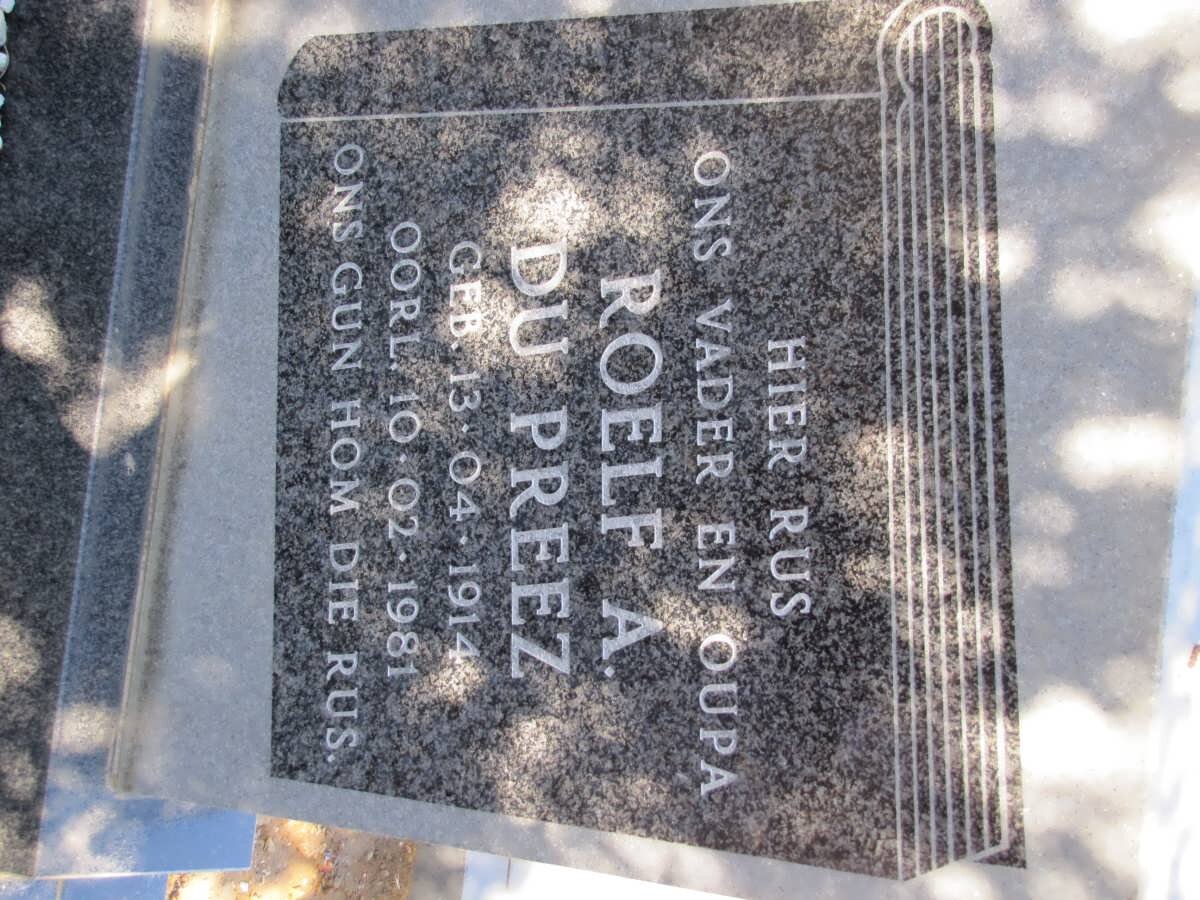 HIER RUS
ONS VADER EN OUPA
ROELF A.
DU PREEZ
GEB. 13·04·1914
OORL. 10·02·1981
ONS GUN HOM DIE RUS.